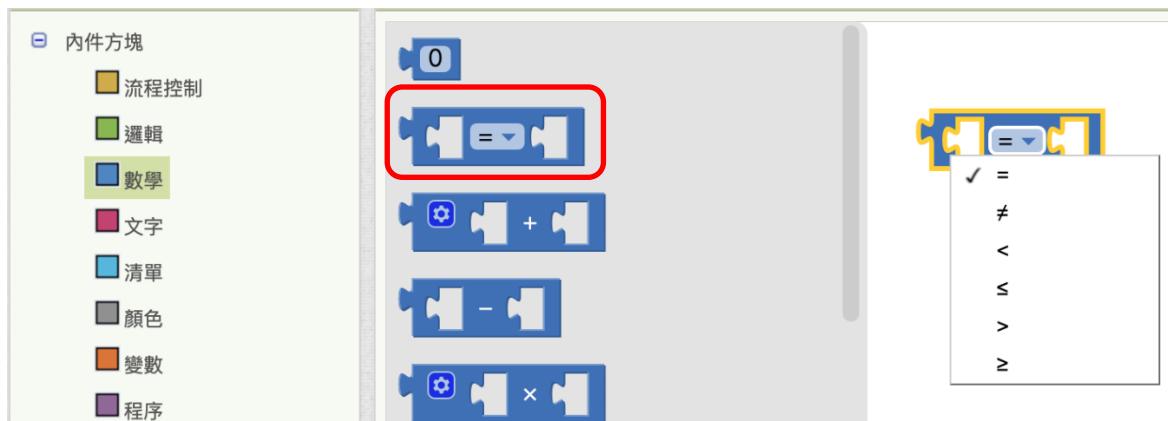 內件方塊
流程控制
邏輯
數學
文字
清單
顏色
變數
程序
0
=
+
-
×
=
✓ =
≠
<
≤
>
≥